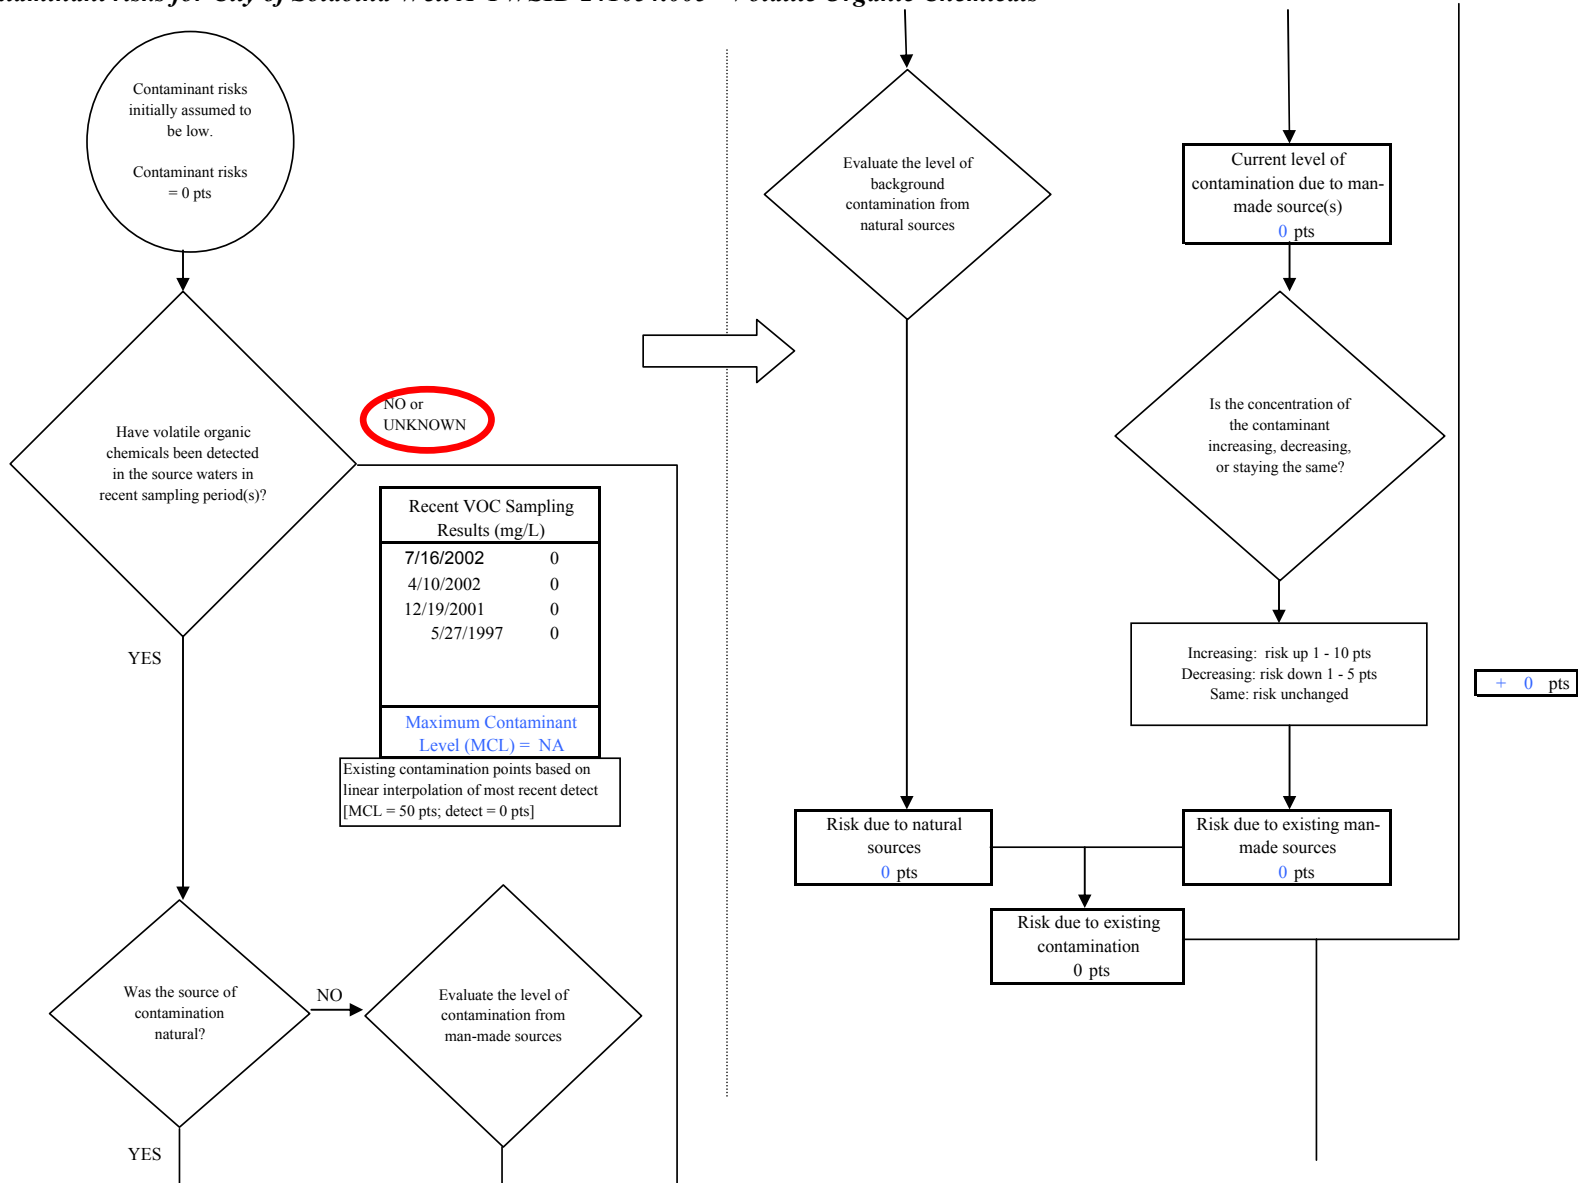 Contaminant risks
initially assumed to
be low.
Contaminant risks
= 0 pts
Have volatile organic
chemicals been detected
in the source waters in
recent sampling period(s)?
NO or
UNKNOWN
YES
Recent VOC Sampling
Results (mg/L)
7/16/2002 0
4/10/2002 0
12/19/2001 0
5/27/1997 0
Maximum Contaminant
Level (MCL) = NA
Existing contamination points based on
linear interpolation of most recent detect
[MCL = 50 pts; detect = 0 pts]
Was the source of
contamination
natural?
NO
YES
Evaluate the level of
contamination from
man-made sources
Evaluate the level of
background
contamination from
natural sources
Current level of
contamination due to man-
made source(s)
0 pts
Is the concentration of
the contaminant
increasing, decreasing,
or staying the same?
Increasing: risk up 1 - 10 pts
Decreasing: risk down 1 - 5 pts
Same: risk unchanged
+ 0 pts
Risk due to natural
sources
0 pts
Risk due to existing man-
made sources
0 pts
Risk due to existing
contamination
0 pts